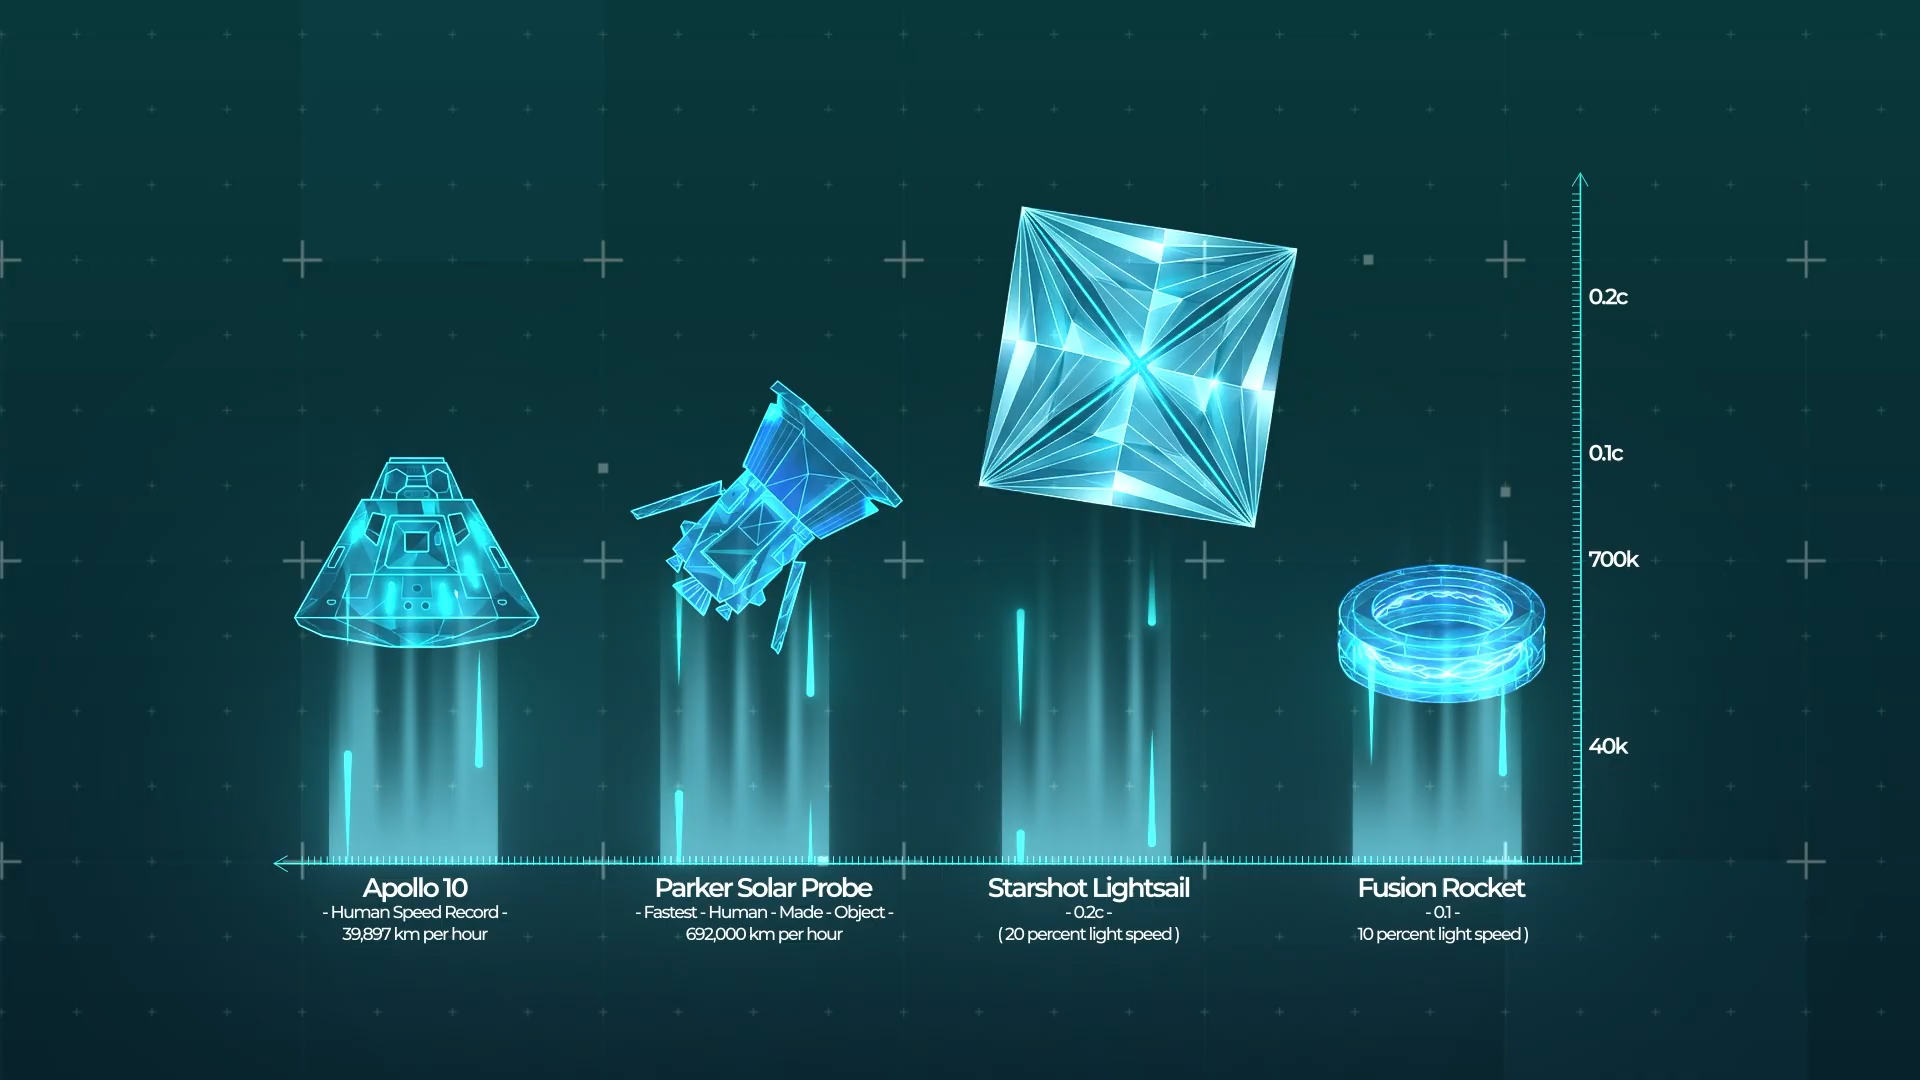 0.2c
0.1c
700k
40k
Apollo 10
- Human Speed Record -
39,897 km per hour
Parker Solar Probe
- Fastest - Human - Made - Object -
692,000 km per hour
Starshot Lightsail
- 0.2c -
( 20 percent light speed )
Fusion Rocket
- 0.1 -
10 percent light speed )